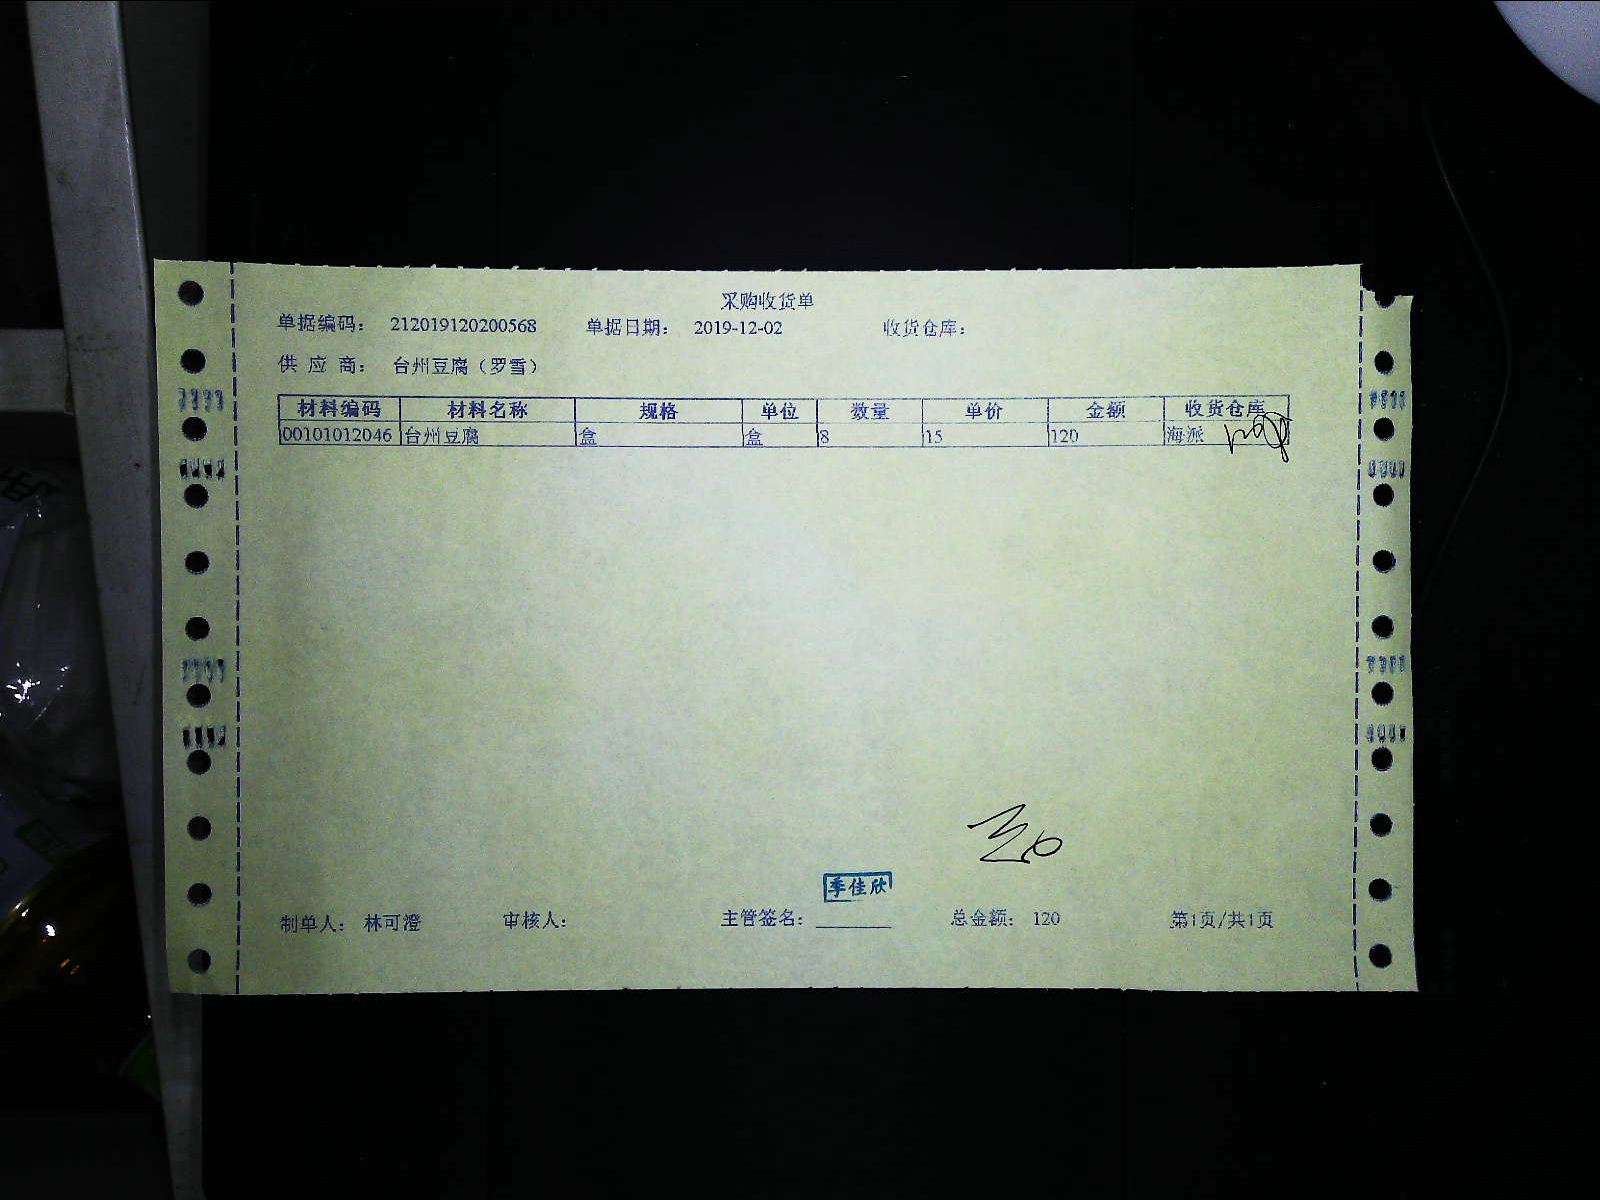 采购收货单
单据编码： 212019120200568 单据日期： 2019-12-02 收货仓库：
供 应 商： 台州豆腐（罗雪）
材料编码 材料名称 规格 单位 数量 单价 金额 收货仓库
00101012046 台州豆腐 盒 盒 8 15 120 海派
季佳欣
制单人： 林可澄 审核人： 主管签名： 总金额： 120 第1页/共1页